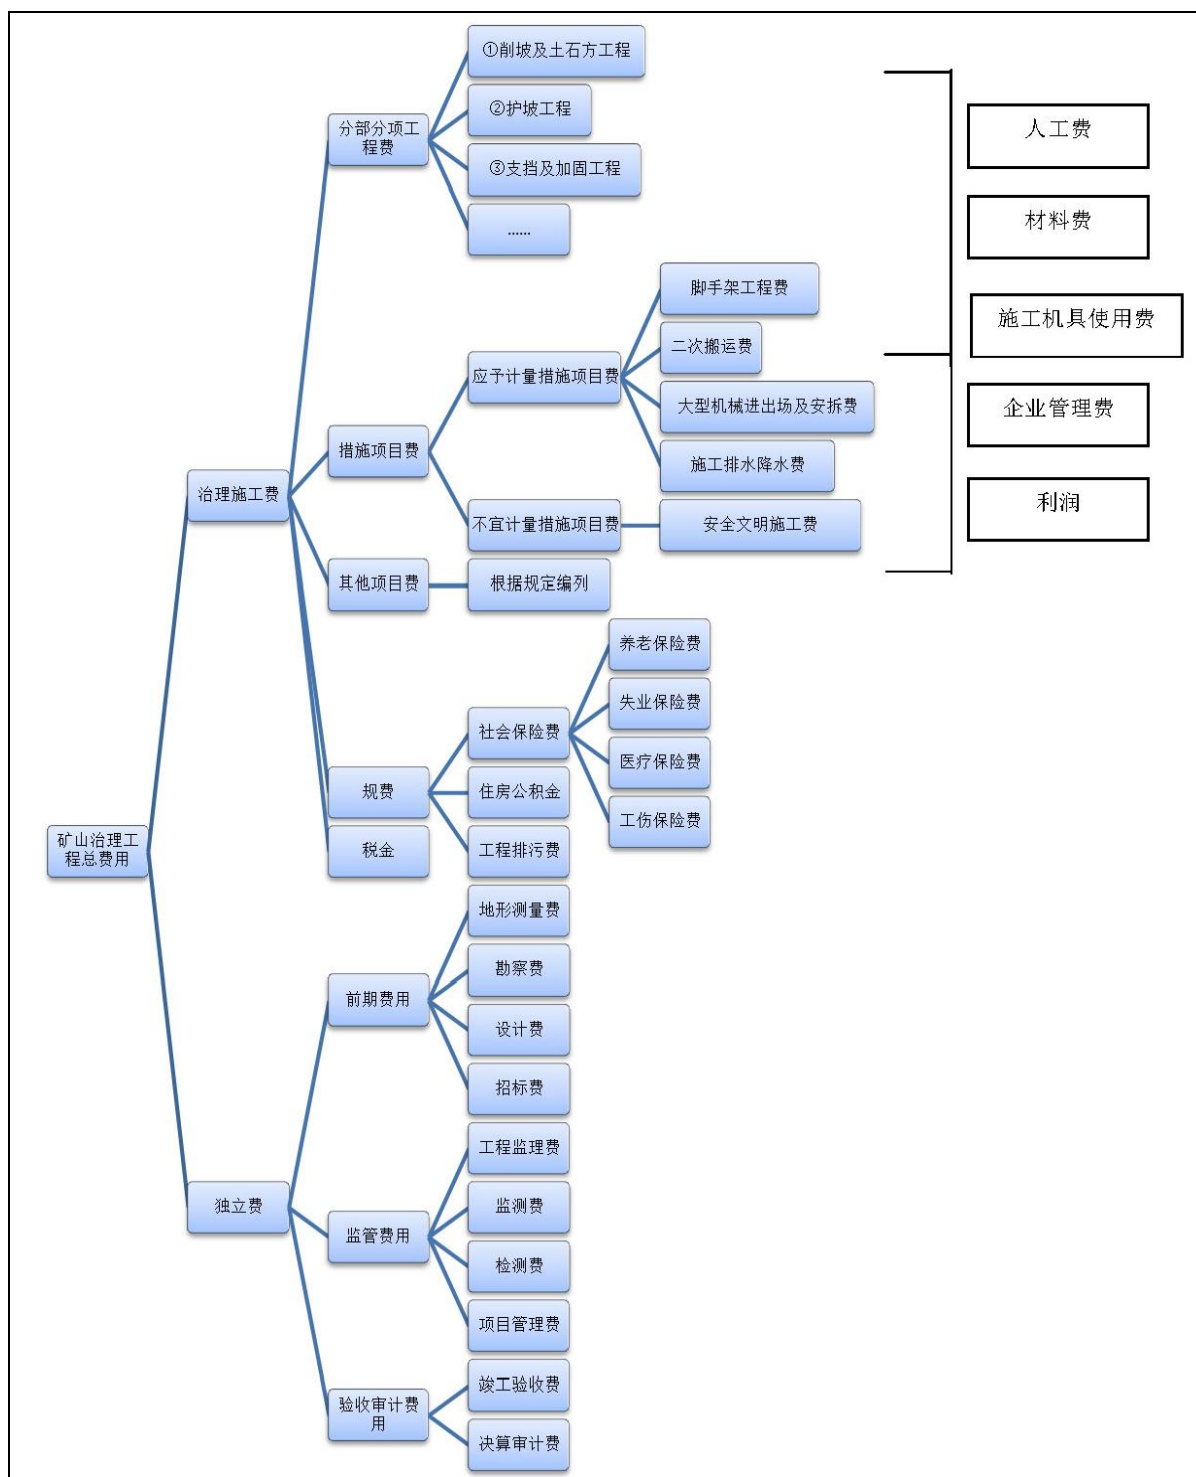 ①削坡及土石方工程
分部分项工
程费
②护坡工程
③支挡及加固工程
......
人工费
材料费
施工机具使用费
企业管理费
利润
脚手架工程费
二次搬运费
应予计量措施项目费
大型机械进出场及安拆费
措施项目费
施工排水降水费
治理施工费
不宜计量措施项目费
安全文明施工费
其他项目费
根据规定编列
养老保险费
失业保险费
社会保险费
医疗保险费
规费
住房公积金
工伤保险费
矿山治理工
程总费用
税金
工程排污费
地形测量费
勘察费
前期费用
设计费
招标费
工程监理费
独立费
监测费
监管费用
检测费
项目管理费
竣工验收费
验收审计费
用
决算审计费